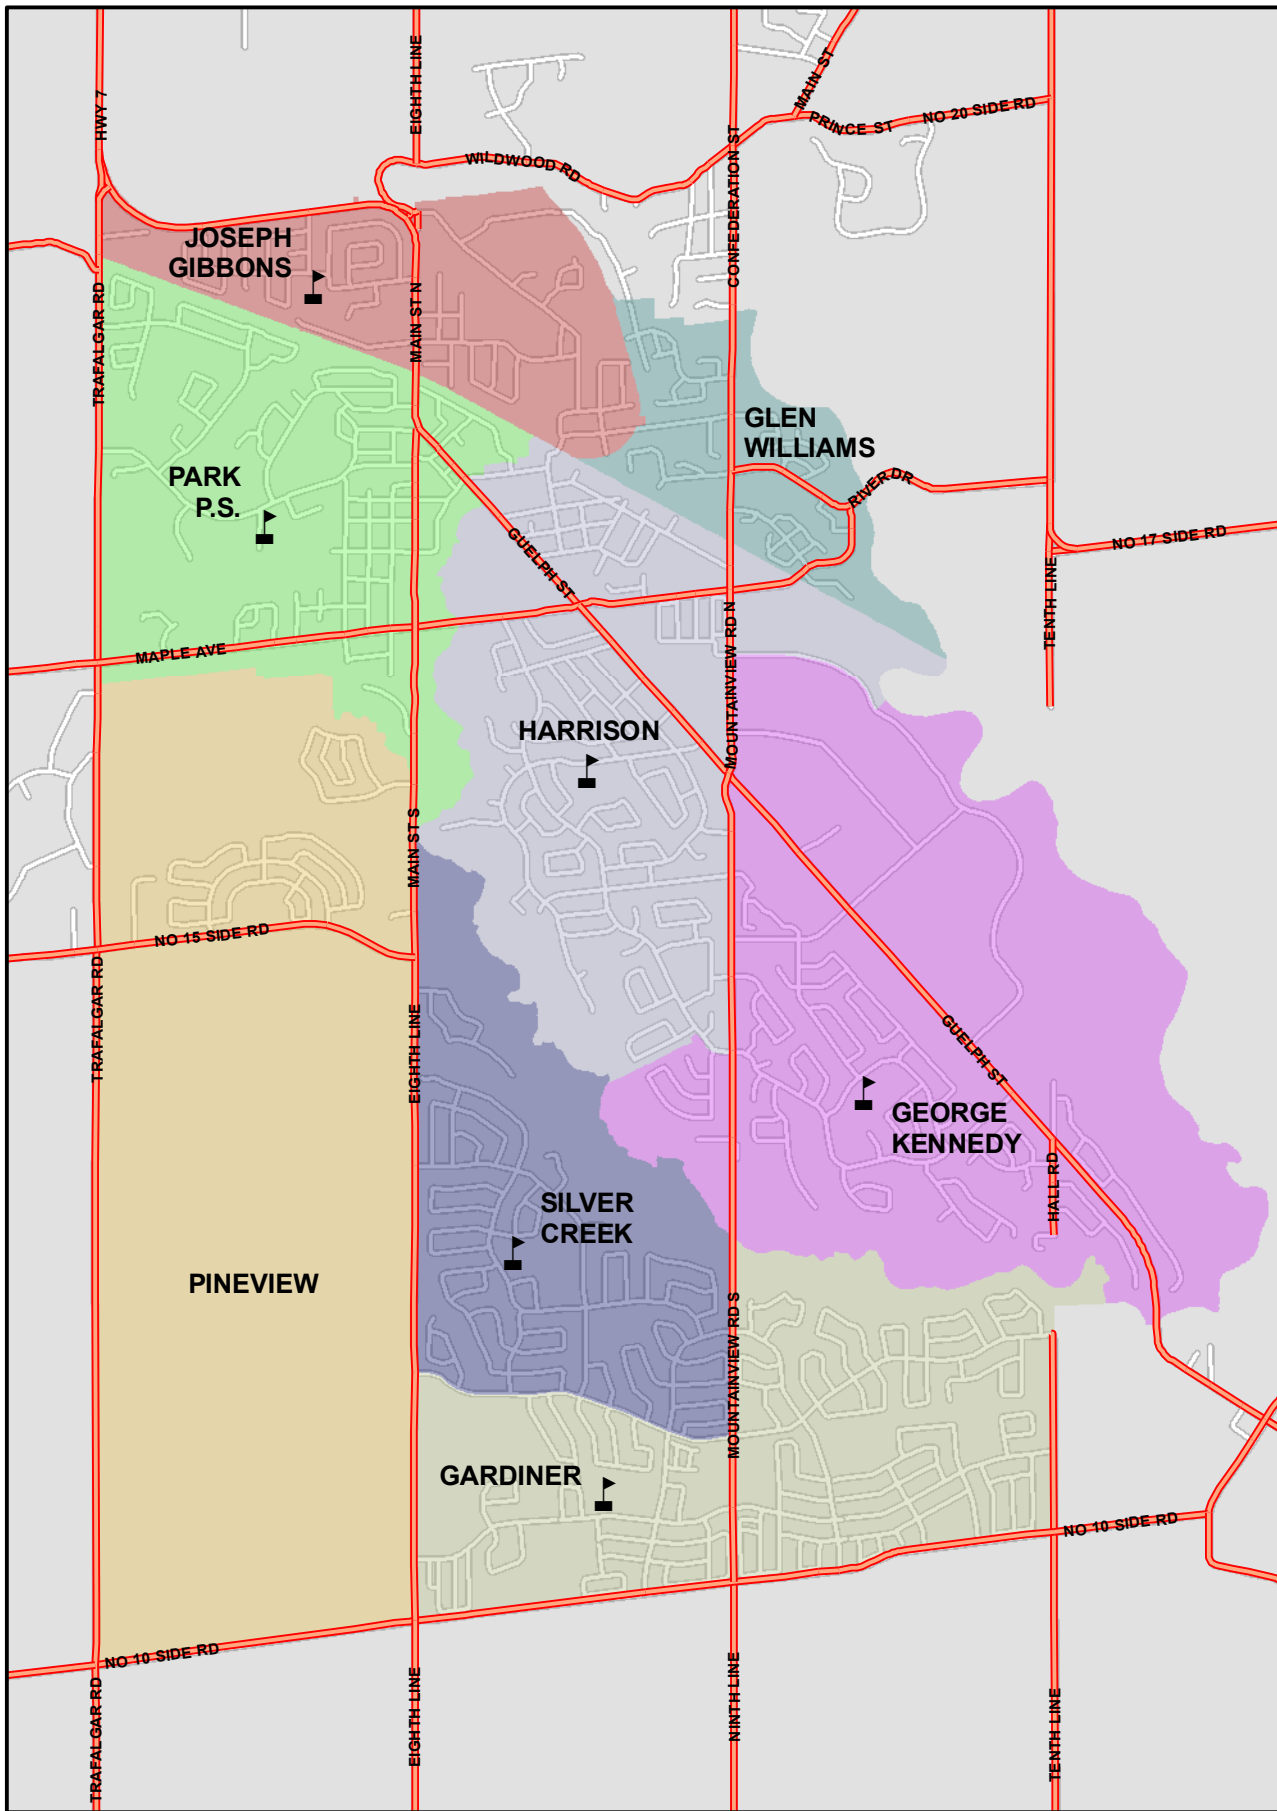 HWY 7
EIGHTH LINE
CONFEDERATION ST
MAIN ST
PRINCE ST
NO 20 SIDE RD
WILDWOOD RD
JOSEPH
GIBBONS
TRAFALGAR RD
MAIN ST N
GLEN
WILLIAMS
PARK
P.S.
RIVER DR
GUELPH ST
NO 17 SIDE RD
TENTH LINE
MAPLE AVE
MOUNTAINVIEW RD N
HARRISON
MAIN ST S
NO 15 SIDE RD
TRAFALGAR RD
EIGHTH LINE
GUELPH ST
GEORGE
KENNEDY
HALL RD
SILVER
CREEK
PINEVIEW
MOUNTAINVIEW RD S
GARDINER
NO 10 SIDE RD
NO 10 SIDE RD
TRAFALGAR RD
EIGHTH LINE
NINTH LINE
TENTH LINE